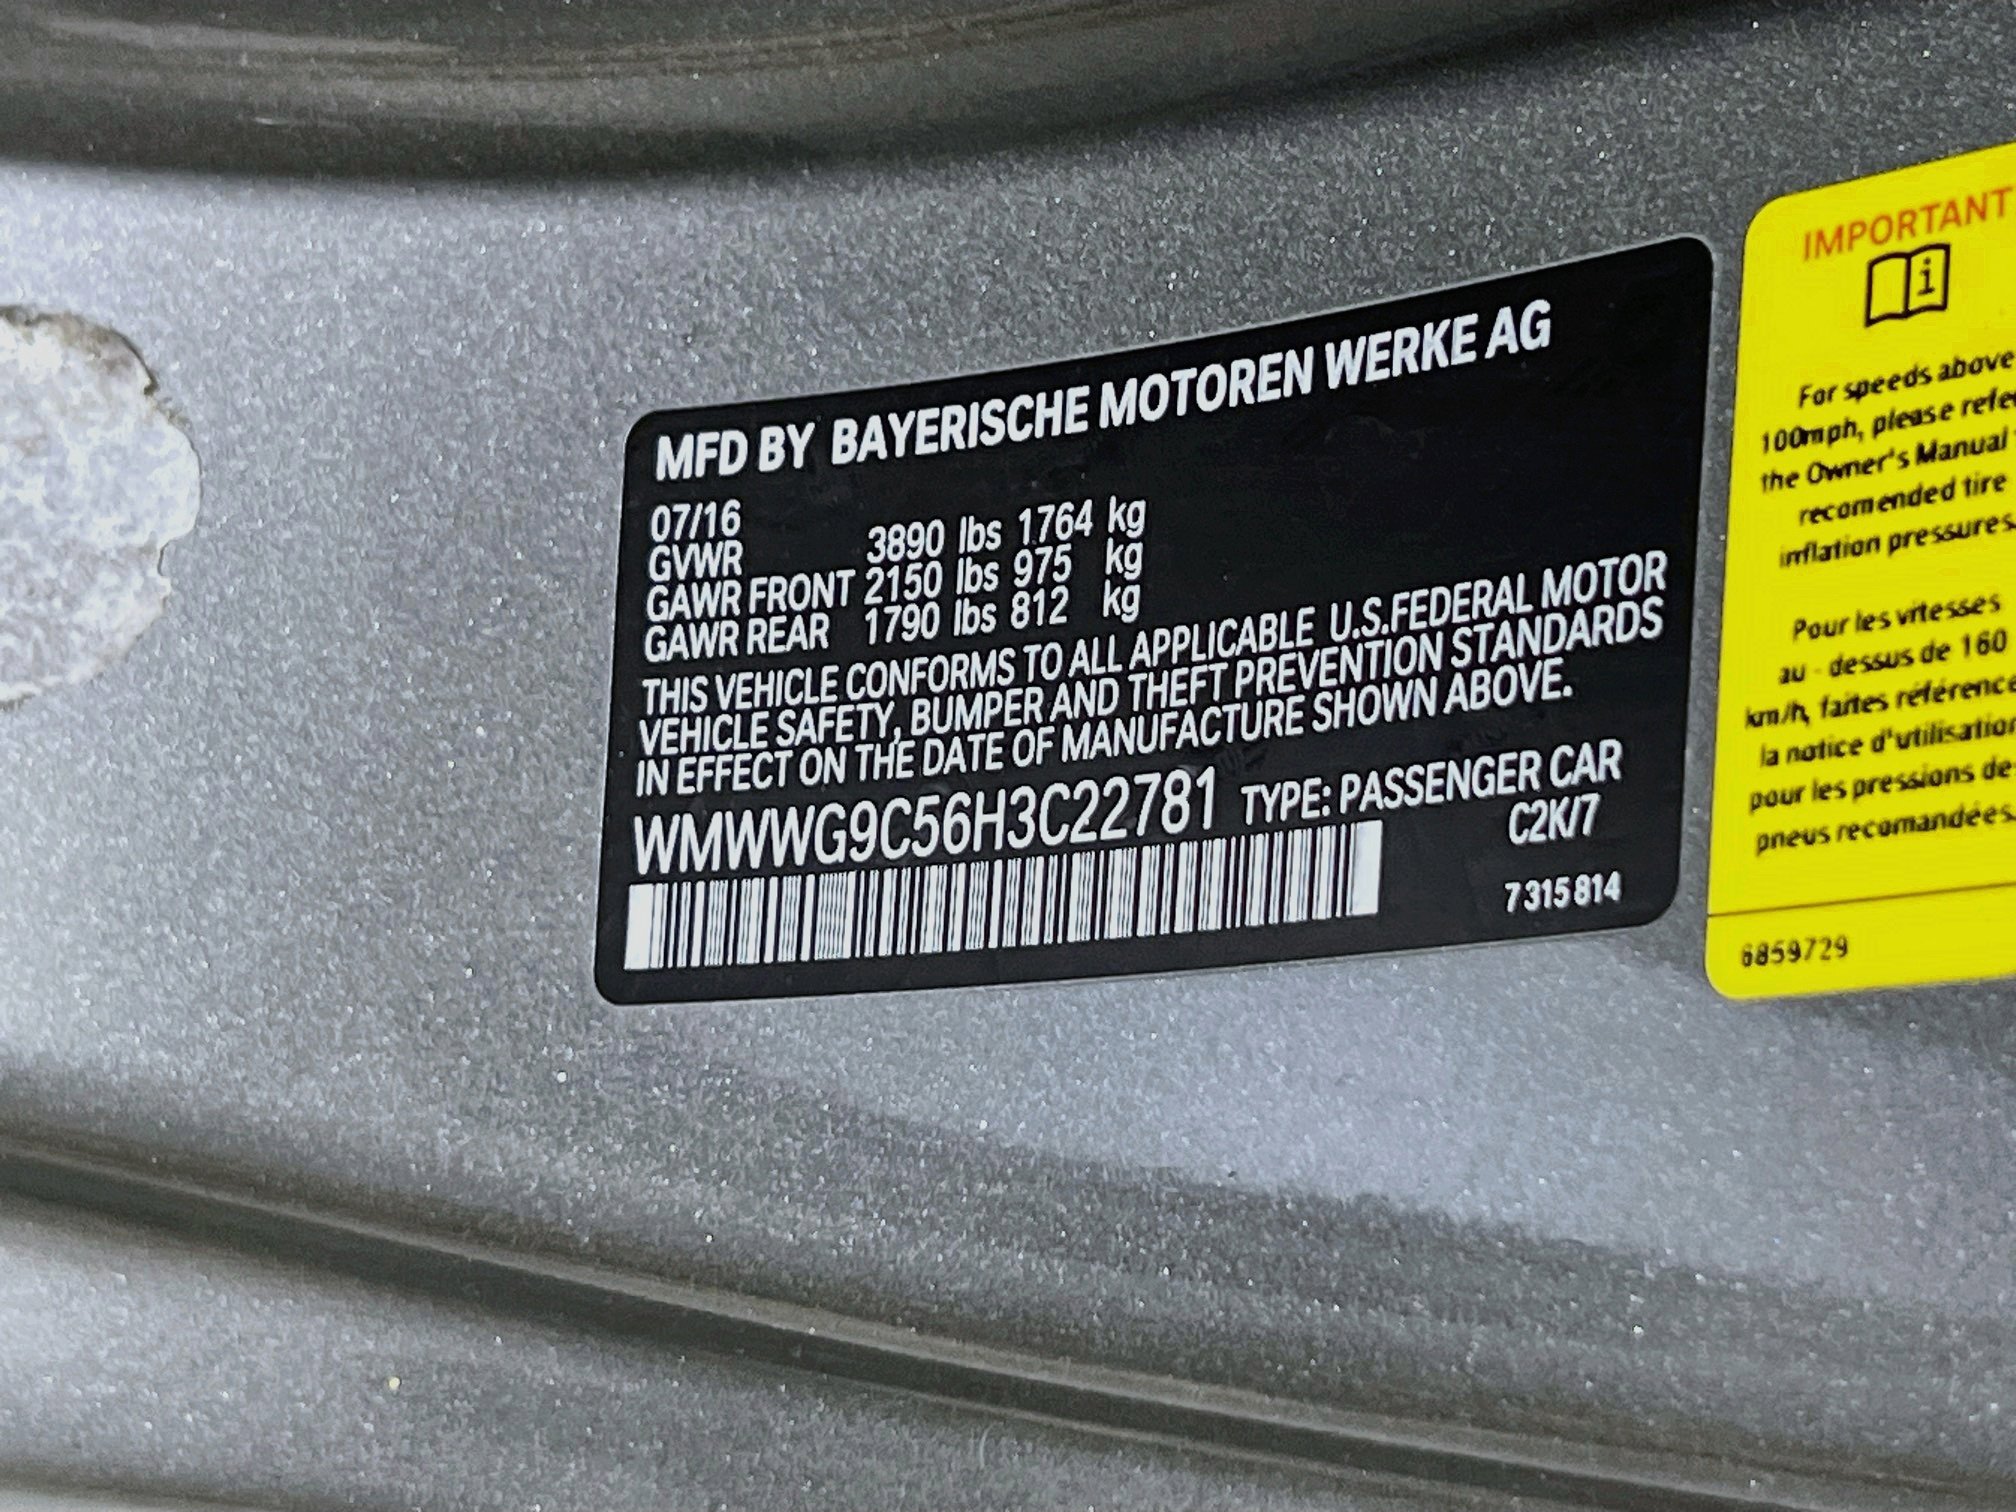 MFD BY BAYERISCHE MOTOREN WERKE AG
07/16
GVWR 3890 lbs 1764 kg
GAWR FRONT 2150 lbs 975 kg
GAWR REAR 1790 lbs 812 kg
THIS VEHICLE CONFORMS TO ALL APPLICABLE U.S.FEDERAL MOTOR
VEHICLE SAFETY, BUMPER AND THEFT PREVENTION STANDARDS
IN EFFECT ON THE DATE OF MANUFACTURE SHOWN ABOVE.
WMWWG9C56H3C22781 TYPE: PASSENGER CAR
C2K/7
7 315 814
IMPORTANT
i
For speeds above
100mph, please refer
the Owner's Manual
recomended tire
inflation pressures.
Pour les vitesses
au - dessus de 160
km/h, faites référence
la notice d'utilisation
pour les pressions de
pneus recomandées.
6859729